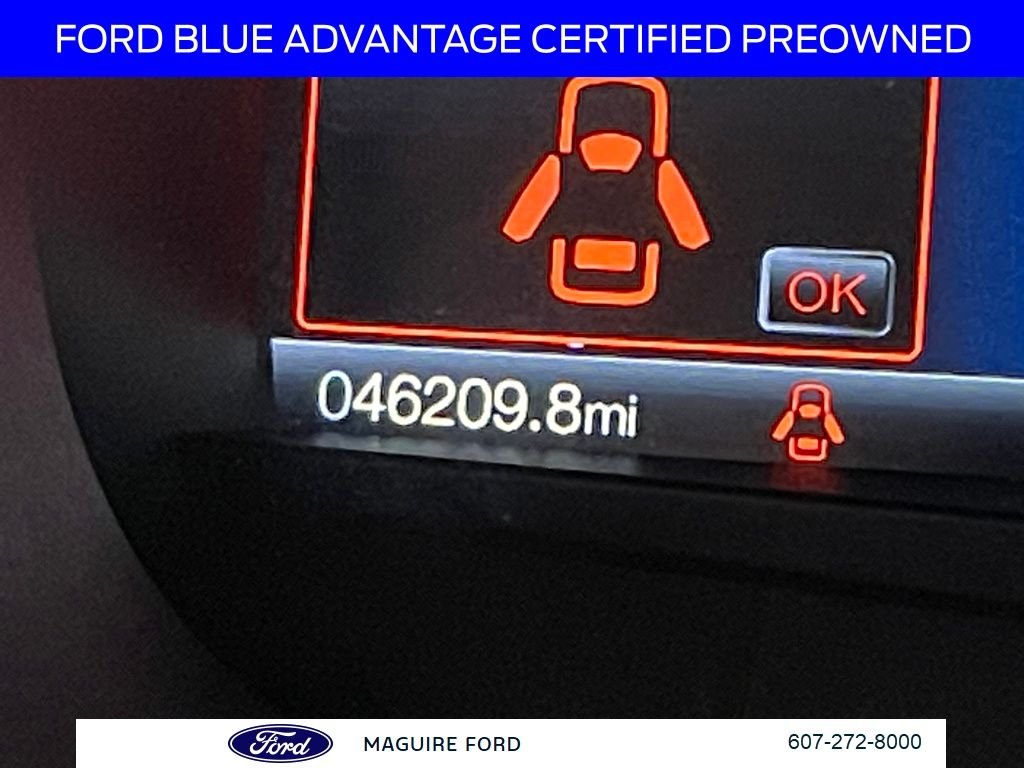 FORD BLUE ADVANTAGE CERTIFIED PREOWNED
OK
046209.8mi
Ford
MAGUIRE FORD
607-272-8000